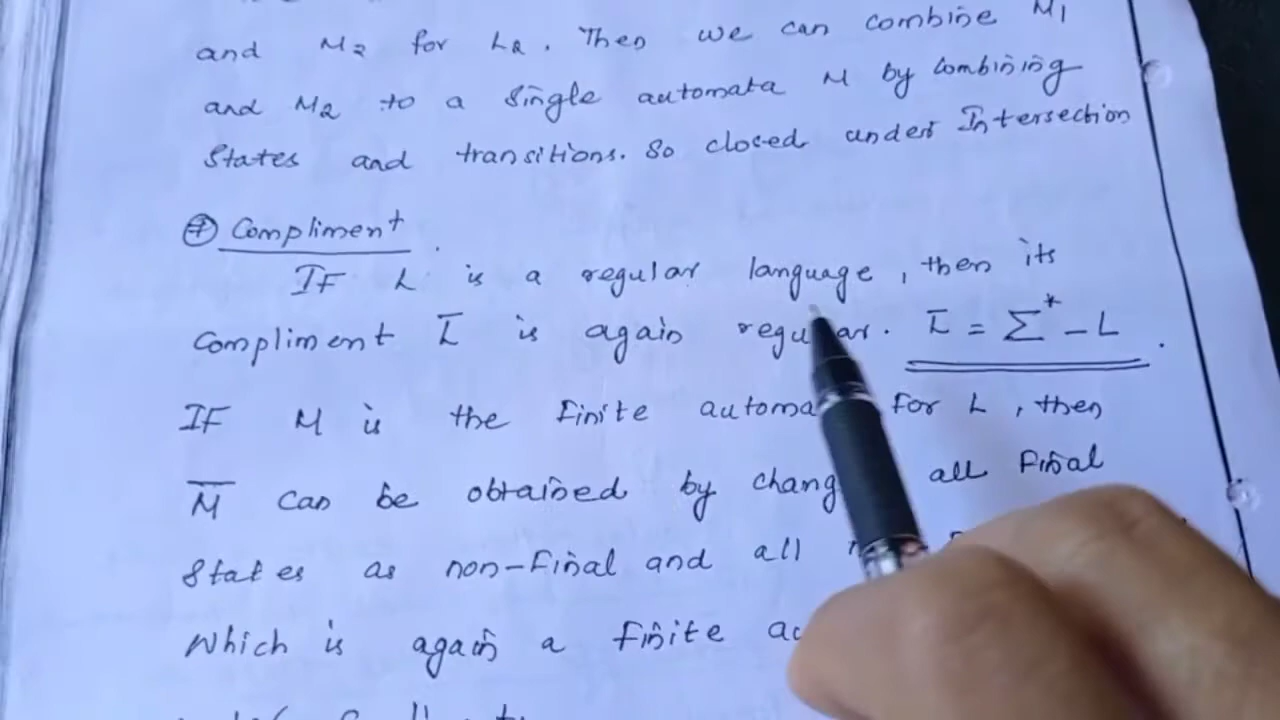 and M2 for L2. Then we can combine M1
and M2 to a single automata M by combining
states and transitions. So closed under Intersection
④ Compliment
IF L is a regular language, then its
Compliment L̅ is again regular. L̅ = Σ* - L.
IF M is the finite automa for L, then
M̅ can be obtained by chang all final
states as non-final and all
which is again a finite